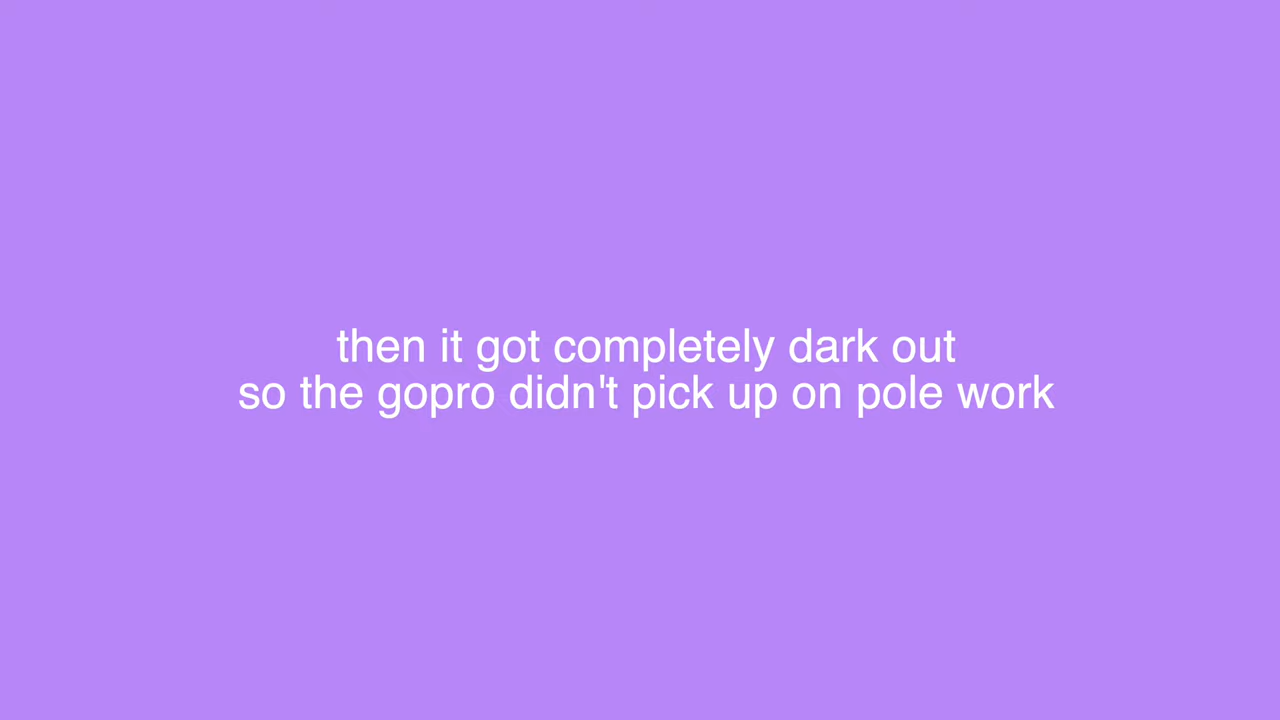 then it got completely dark out
so the gopro didn't pick up on pole work